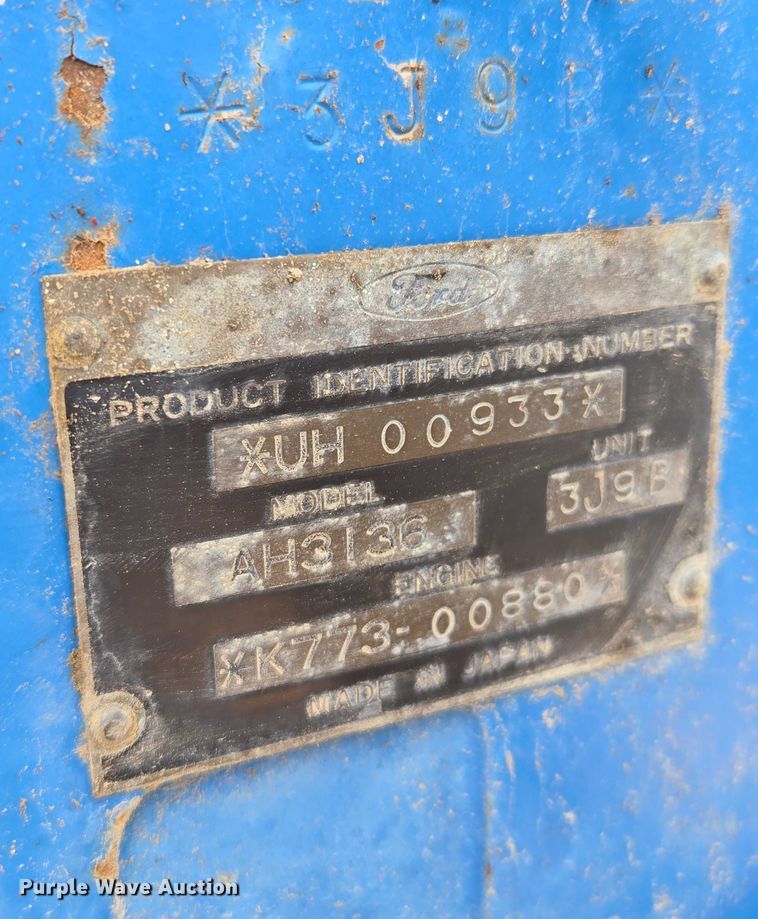 *3J9B*
Ford
PRODUCT IDENTIFICATION NUMBER
*UH 00933*
MODEL UNIT
AH3136 3J9B
ENGINE
*K773-00880*
MADE IN JAPAN
Purple Wave Auction